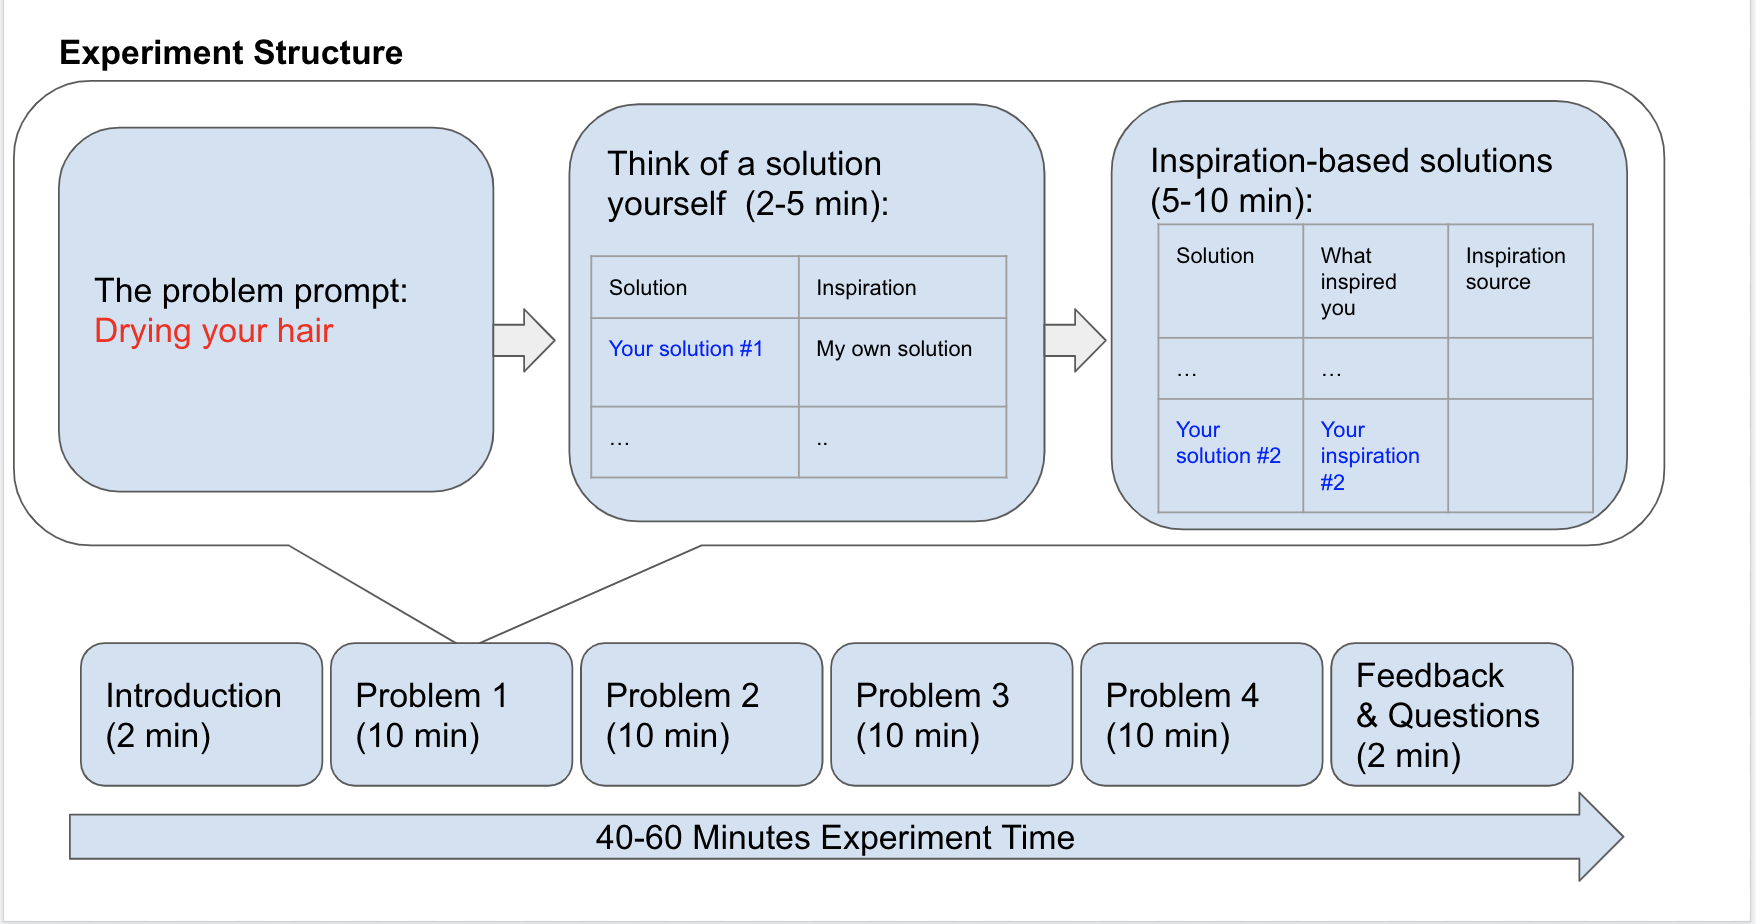 Experiment Structure
The problem prompt:
Drying your hair
Think of a solution
yourself  (2-5 min):
Solution
Inspiration
Your solution #1
My own solution
…
..
Inspiration-based solutions
(5-10 min):
Solution
What
inspired
you
Inspiration
source
…
…
Your
solution #2
Your
inspiration
#2
Introduction
(2 min)
Problem 1
(10 min)
Problem 2
(10 min)
Problem 3
(10 min)
Problem 4
(10 min)
Feedback
& Questions
(2 min)
40-60 Minutes Experiment Time